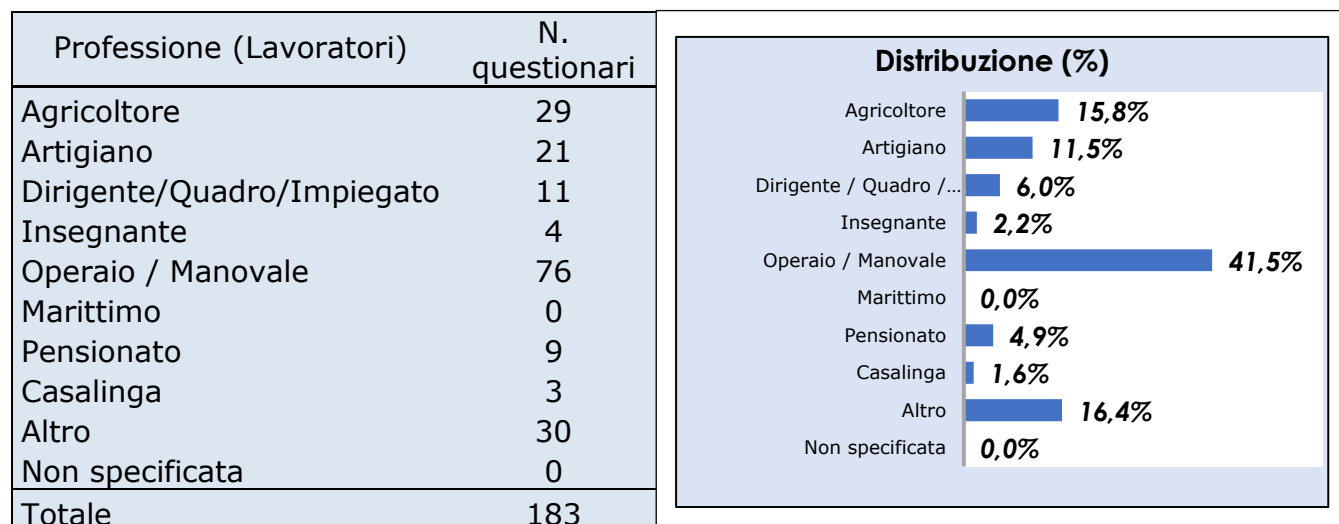 Professione (Lavoratori) N.
questionari
Agricoltore 29
Artigiano 21
Dirigente/Quadro/Impiegato 11
Insegnante 4
Operaio / Manovale 76
Marittimo 0
Pensionato 9
Casalinga 3
Altro 30
Non specificata 0
Totale 183
Distribuzione (%)
Agricoltore 15,8%
Artigiano 11,5%
Dirigente / Quadro /... 6,0%
Insegnante 2,2%
Operaio / Manovale 41,5%
Marittimo 0,0%
Pensionato 4,9%
Casalinga 1,6%
Altro 16,4%
Non specificata 0,0%